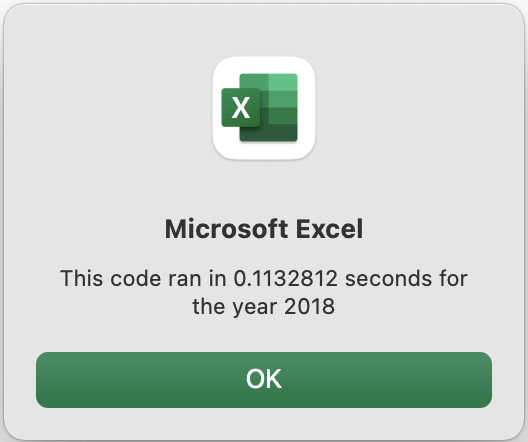 X
Microsoft Excel
This code ran in 0.1132812 seconds for
the year 2018
OK